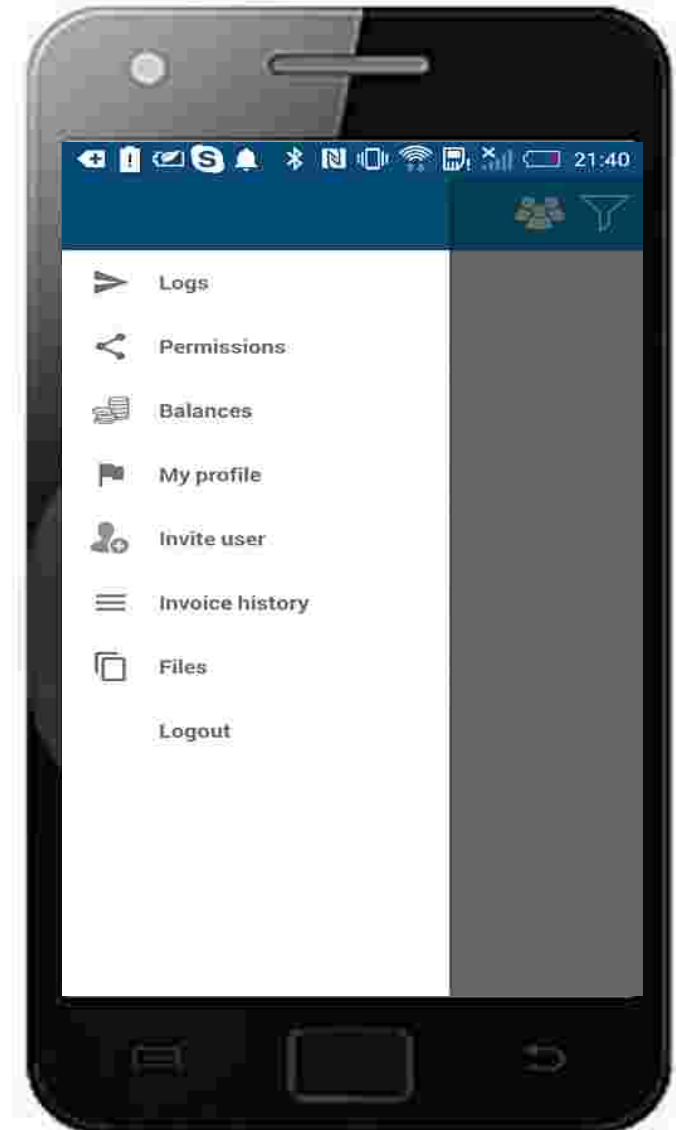 21:40
Logs
Permissions
Balances
My profile
Invite user
Invoice history
Files
Logout